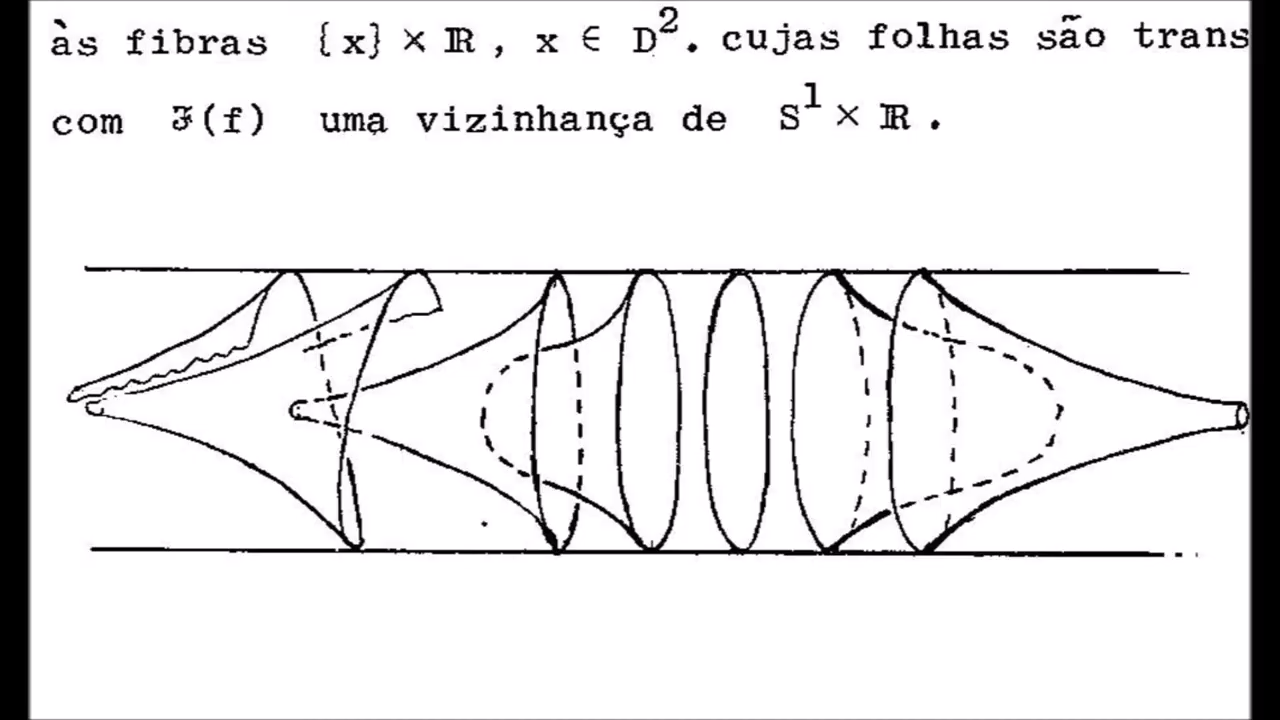 às fibras {x} × ℝ, x ∈ D². cujas folhas são trans
com ℱ(f) uma vizinhança de S¹ × ℝ.